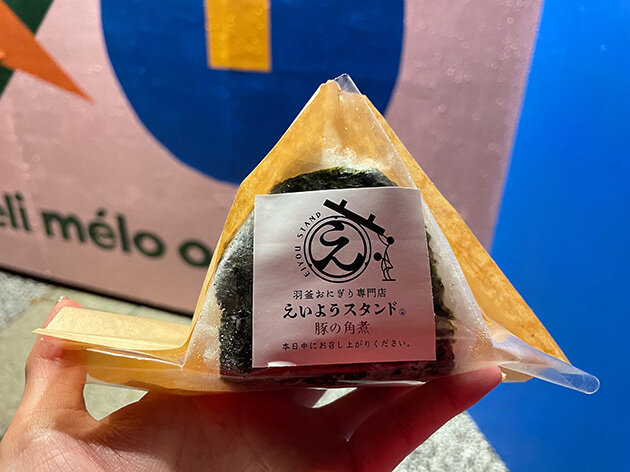 eli mélo
EIYOU STAND
え
羽釜おにぎり専門店
えいようスタンド
豚の角煮
本日中にお召し上がりください。